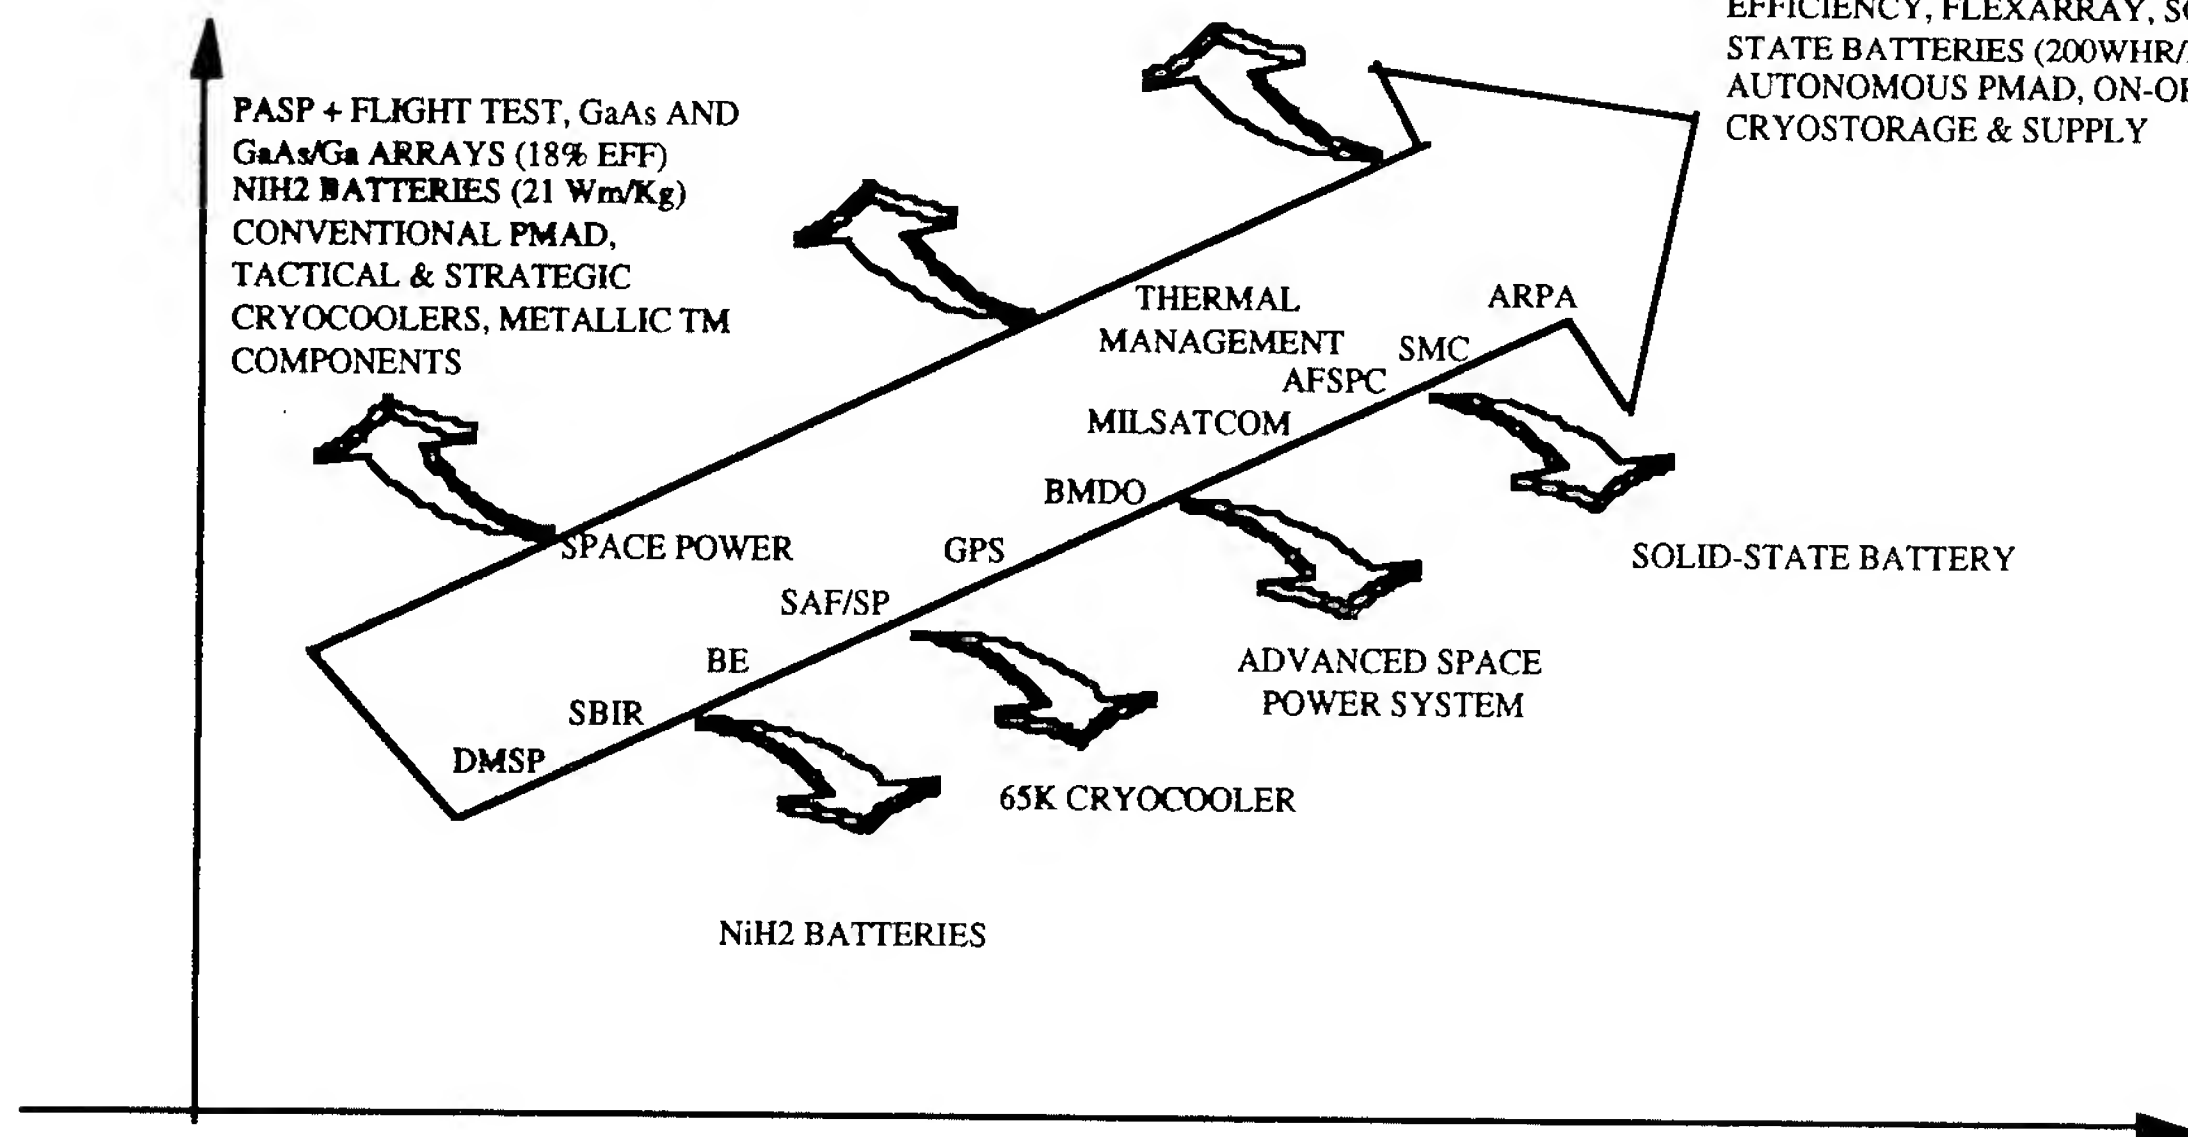 EFFICIENCY, FLEXARRAY,
STATE BATTERIES
AUTONOMOUS PMAD,
CRYOSTORAGE & SUPPLY
PASP + FLIGHT TEST, GaAs AND
GaAs/Ga ARRAYS (18% EFF)
NIH2 BATTERIES (21 Wm/Kg)
CONVENTIONAL PMAD,
TACTICAL & STRATEGIC
CRYOCOOLERS, METALLIC TM
COMPONENTS
THERMAL
MANAGEMENT
ARPA
SMC
AFSPC
MILSATCOM
BMDO
GPS
SPACE POWER
SAF/SP
BE
SBIR
DMSP
SOLID-STATE BATTERY
ADVANCED SPACE
POWER SYSTEM
65K CRYOCOOLER
NiH2 BATTERIES